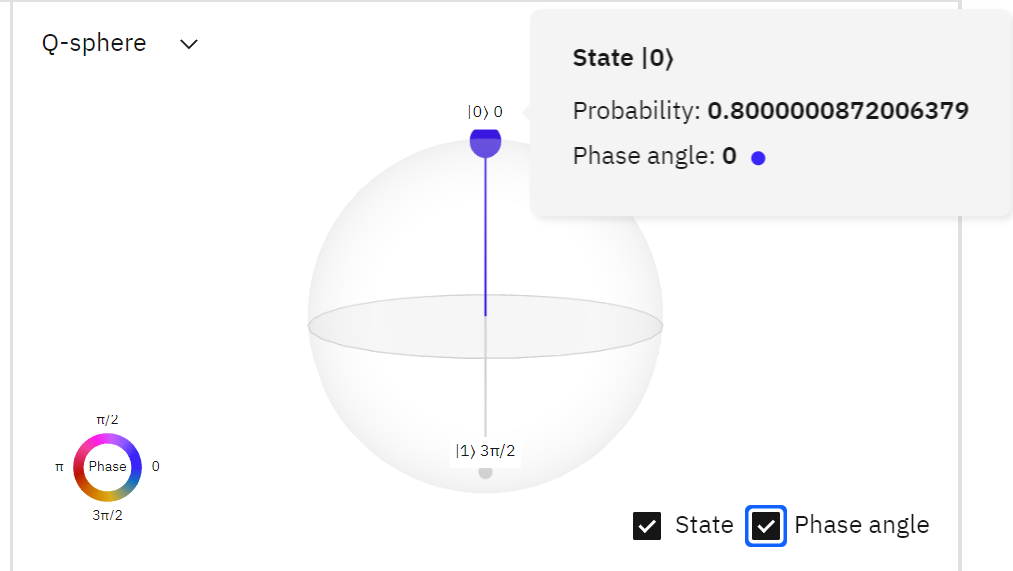 Q-sphere
State |0⟩
Probability: 0.8000000872006379
Phase angle: 0
|0⟩ 0
|1⟩ 3π/2
π/2
π
Phase
0
3π/2
State
Phase angle